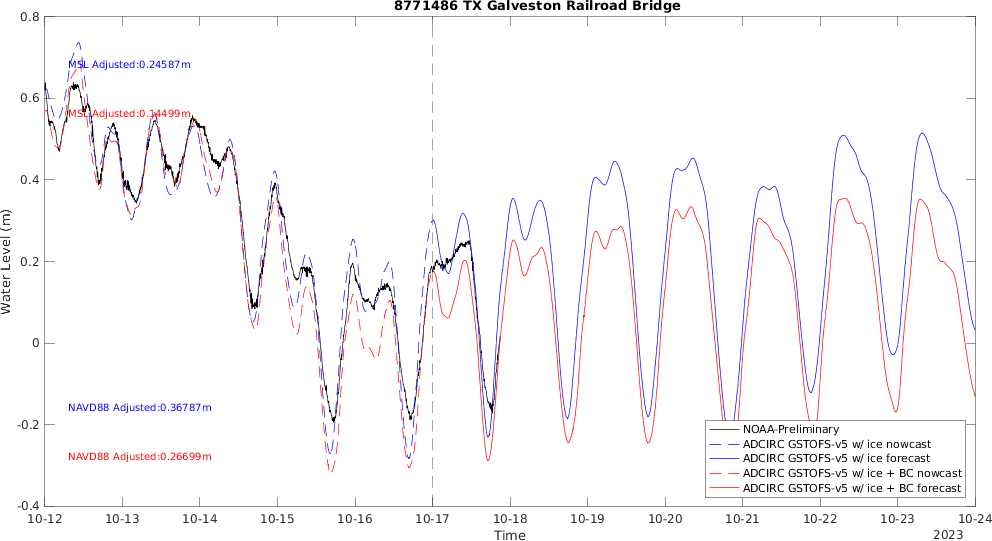 8771486 TX Galveston Railroad Bridge
0.8
0.6
0.4
0.2
0
-0.2
-0.4
Water Level (m)
MSL Adjusted:0.24587m
MSL Adjusted:0.14499m
NAVD88 Adjusted:0.36787m
NAVD88 Adjusted:0.26699m
NOAA-Preliminary
ADCIRC GSTOFS-v5 w/ ice nowcast
ADCIRC GSTOFS-v5 w/ ice forecast
ADCIRC GSTOFS-v5 w/ ice + BC nowcast
ADCIRC GSTOFS-v5 w/ ice + BC forecast
10-12 10-13 10-14 10-15 10-16 10-17 10-18 10-19 10-20 10-21 10-22 10-23 10-24
Time
2023